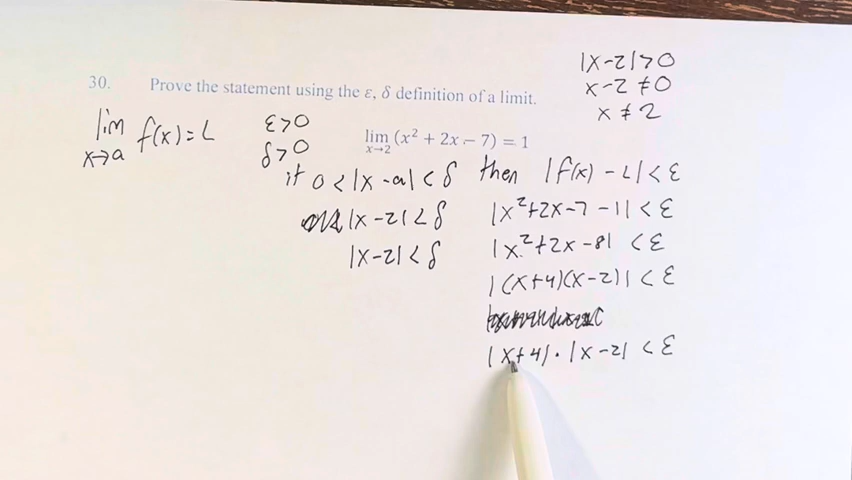 |x-2|>0
x-2≠0
x≠2
30. Prove the statement using the ε, δ definition of a limit.
lim x→a f(x)=L
ε>0
δ>0
lim x→2 (x² + 2x - 7) = 1
if 0<|x-a|<δ then |f(x)-L|<ε
|x-2|<δ |x²+2x-7-1|<ε
|x-2|<δ |x²+2x-8|<ε
|(x+4)(x-2)|<ε
|x+4|·|x-2|<ε